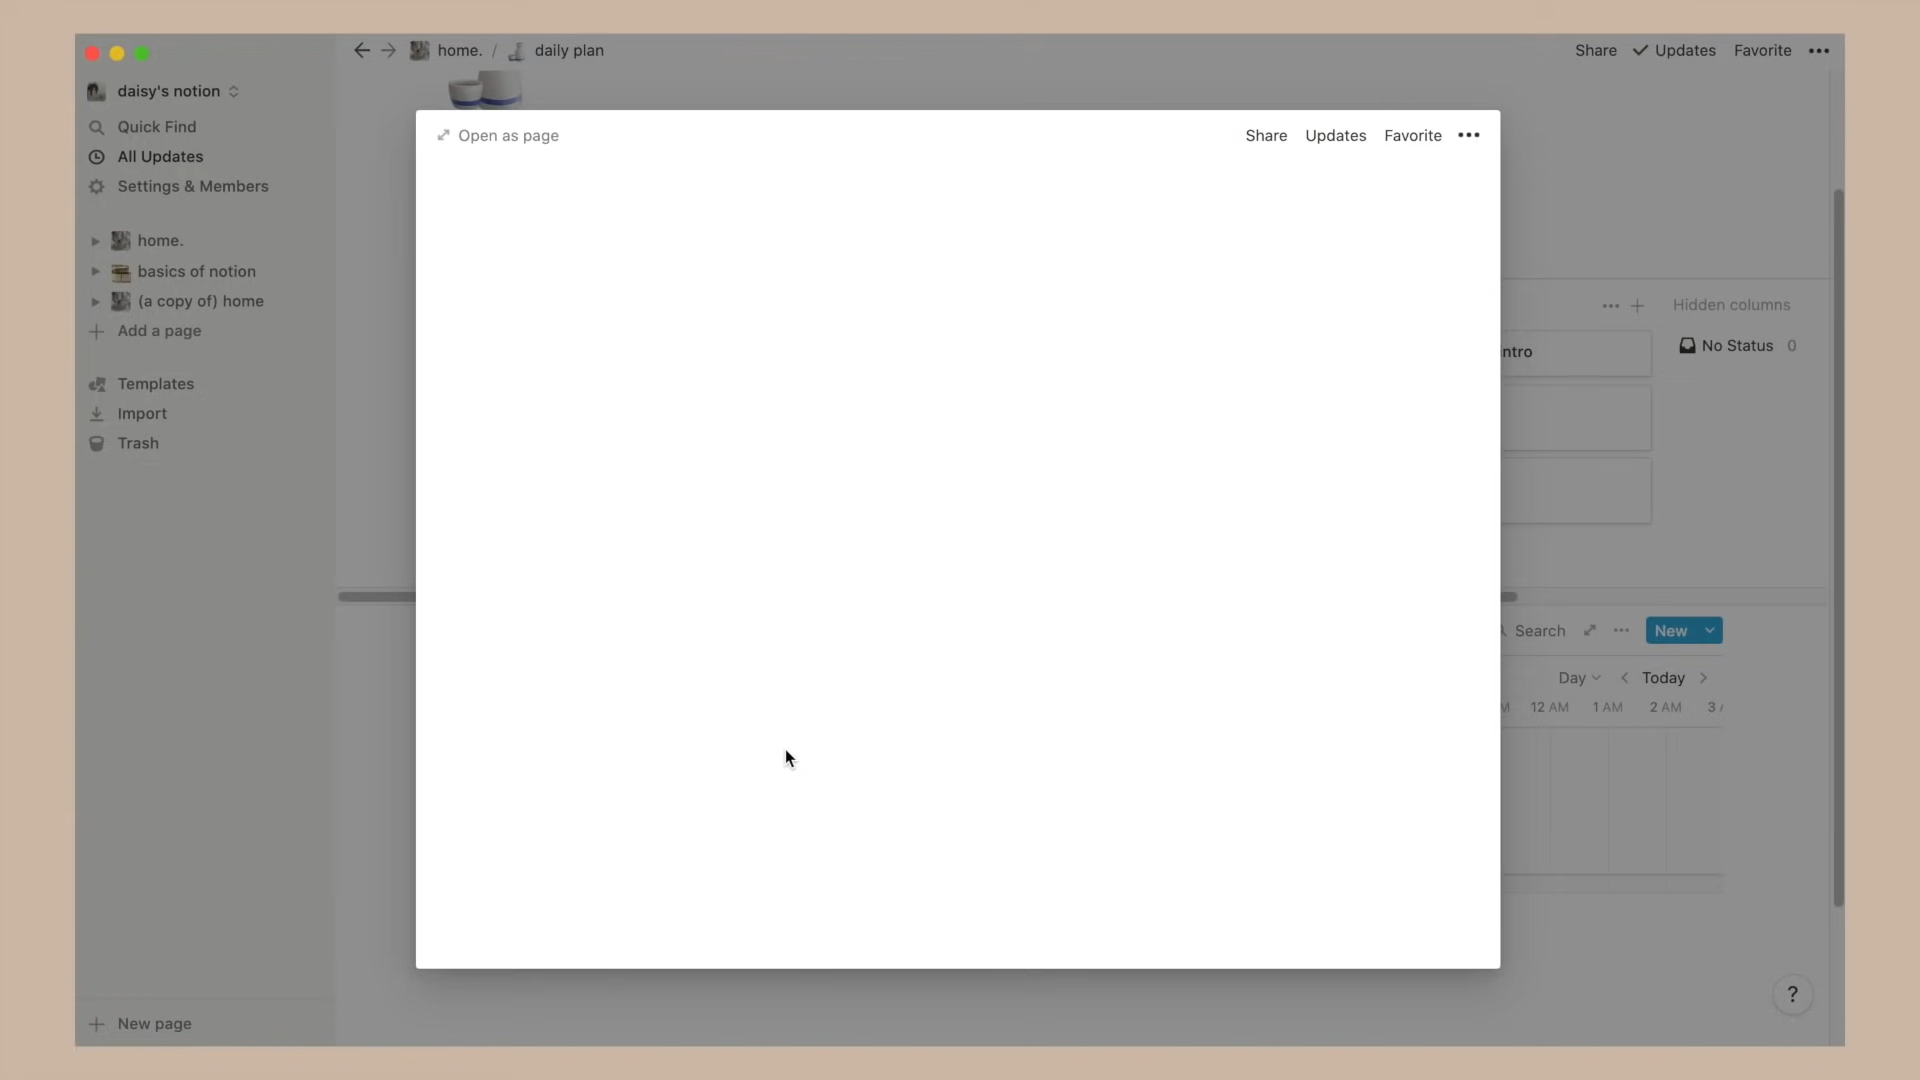 home. / daily plan
Share Updates Favorite
daisy's notion
Quick Find
All Updates
Settings & Members
home.
basics of notion
(a copy of) home
Add a page
Templates
Import
Trash
New page
Open as page
Share Updates Favorite
Hidden columns
ntro
No Status 0
Search
New
Day Today
M 12 AM 1 AM 2 AM 3
?